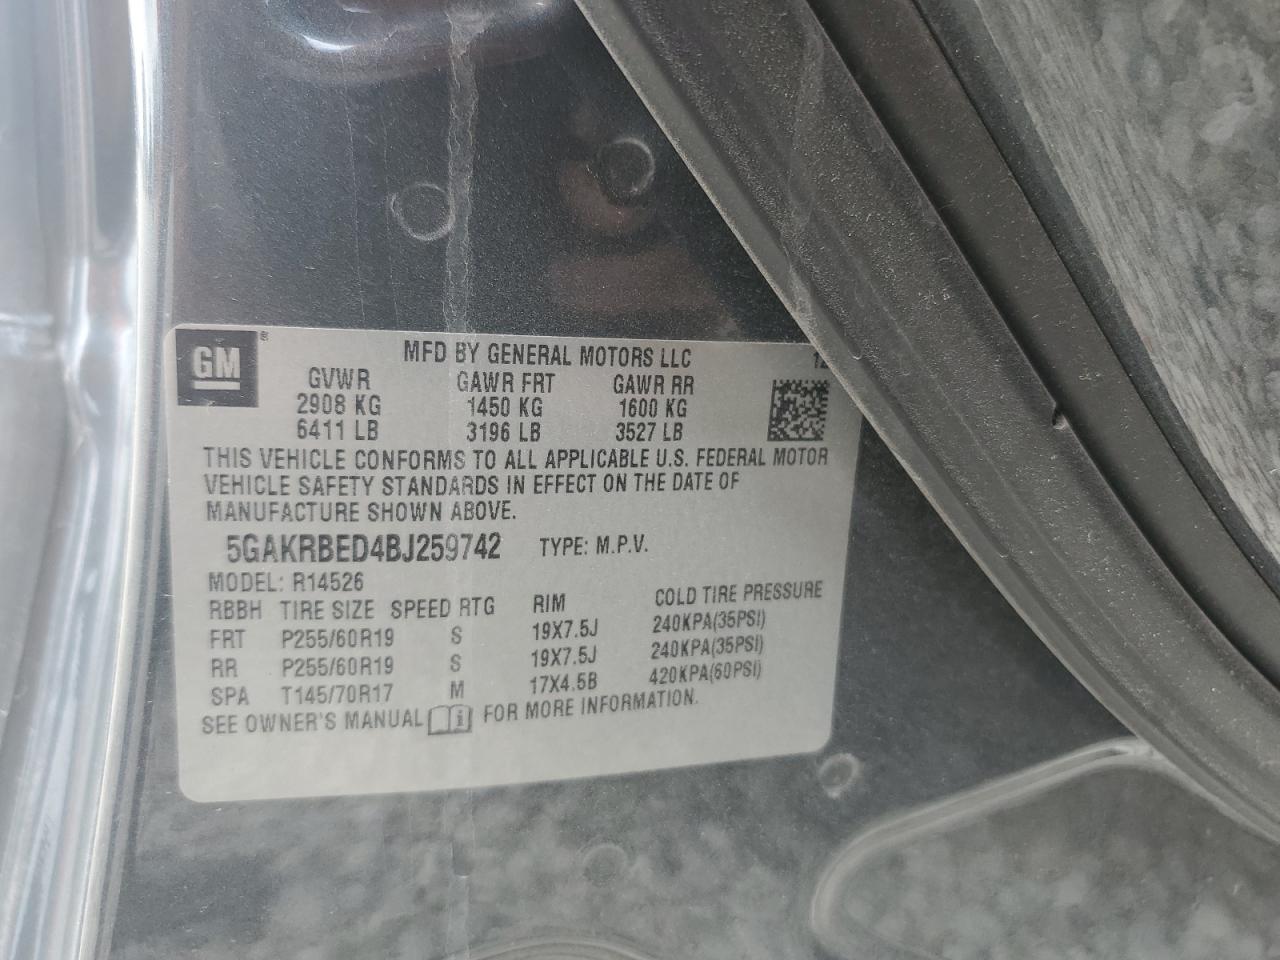 GM ®
MFD BY GENERAL MOTORS LLC
GVWR GAWR FRT GAWR RR
2908 KG 1450 KG 1600 KG
6411 LB 3196 LB 3527 LB
THIS VEHICLE CONFORMS TO ALL APPLICABLE U.S. FEDERAL MOTOR
VEHICLE SAFETY STANDARDS IN EFFECT ON THE DATE OF
MANUFACTURE SHOWN ABOVE.
5GAKRBED4BJ259742 TYPE: M.P.V.
MODEL: R14526
RBBH TIRE SIZE SPEED RTG RIM COLD TIRE PRESSURE
FRT P255/60R19 S 19X7.5J 240KPA(35PSI)
RR P255/60R19 S 19X7.5J 240KPA(35PSI)
SPA T145/70R17 M 17X4.5B 420KPA(60PSI)
SEE OWNER'S MANUAL FOR MORE INFORMATION.